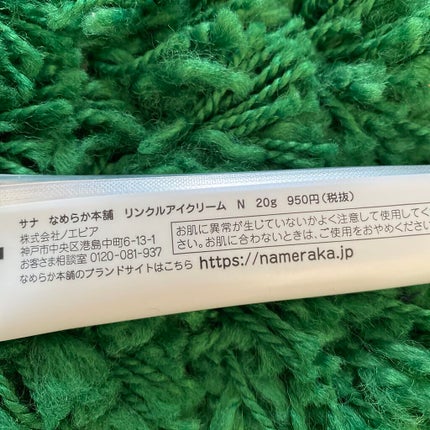 サナ なめらか本舗 リンクルアイクリーム N 20g 950円(税抜)
株式会社ノエビア
神戸市中央区港島中町6-13-1
お客さま相談室 0120-081-937
お肌に異常が生じていないかよく注意して使用してく
さい。お肌に合わないときは、ご使用をおやめくださ
なめらか本舗のブランドサイトはこちら https://nameraka.jp